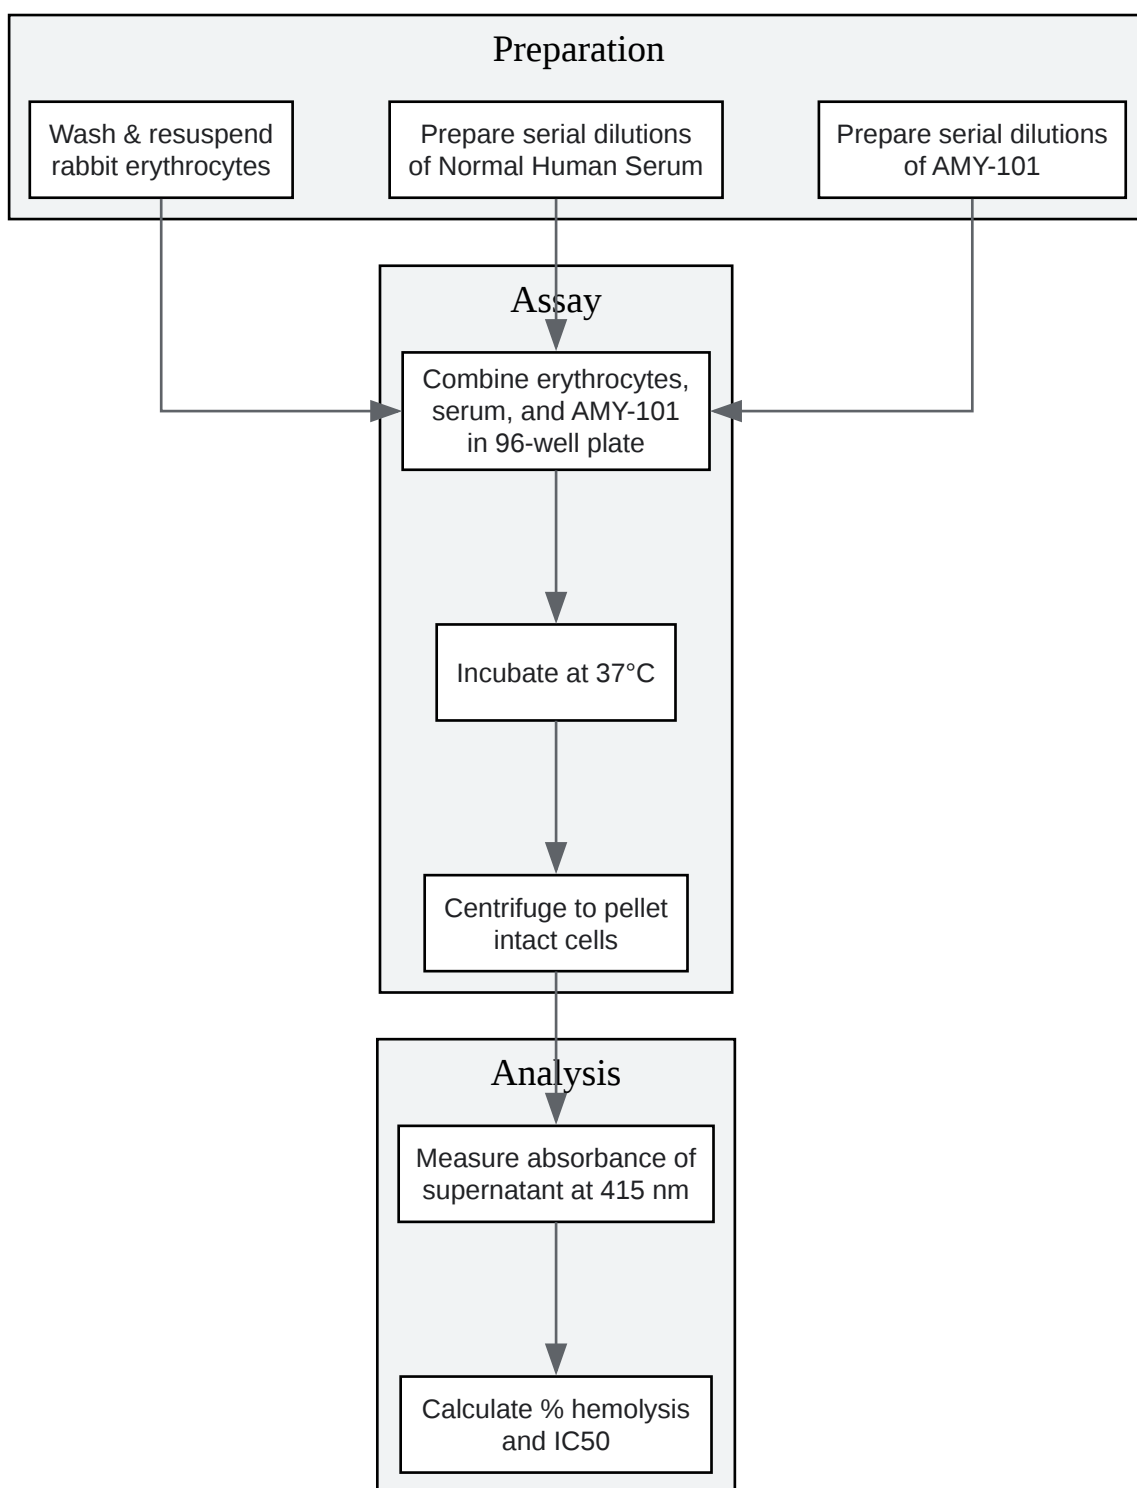 Preparation
Wash & resuspend
rabbit erythrocytes
Prepare serial dilutions
of Normal Human Serum
Prepare serial dilutions
of AMY-101
Assay
Combine erythrocytes,
serum, and AMY-101
in 96-well plate
Incubate at 37°C
Centrifuge to pellet
intact cells
Analysis
Measure absorbance of
supernatant at 415 nm
Calculate % hemolysis
and IC50